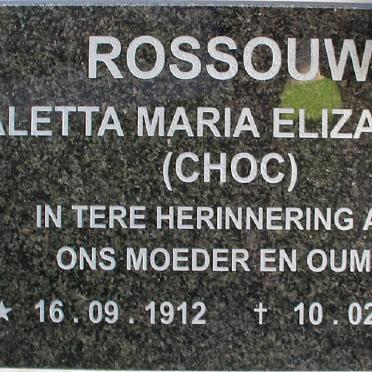 ROSSOUW
ALETTA MARIA ELIZA
(CHOC)
IN TERE HERINNERING A
ONS MOEDER EN OUM
★ 16.09.1912 † 10.02